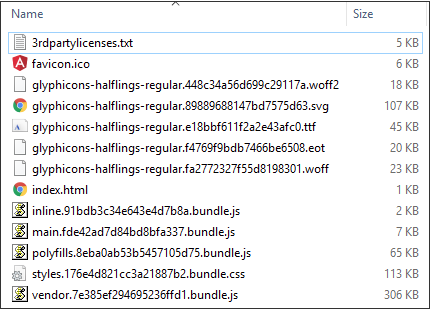 Name Size
3rdpartylicenses.txt 5 KB
favicon.ico 6 KB
glyphicons-halflings-regular.448c34a56d699c29117a.woff2 18 KB
glyphicons-halflings-regular.89889688147bd7575d63.svg 107 KB
glyphicons-halflings-regular.e18bbf611f2a2e43afc0.ttf 45 KB
glyphicons-halflings-regular.f4769f9bdb7466be6508.eot 20 KB
glyphicons-halflings-regular.fa2772327f55d8198301.woff 23 KB
index.html 1 KB
inline.91bdb3c34e643e4d7b8a.bundle.js 2 KB
main.fde42ad7d84bd8bfa337.bundle.js 7 KB
polyfills.8eba0ab53b5457105d75.bundle.js 65 KB
styles.176e4d821cc3a21887b2.bundle.css 113 KB
vendor.7e385ef294695236ffd1.bundle.js 306 KB